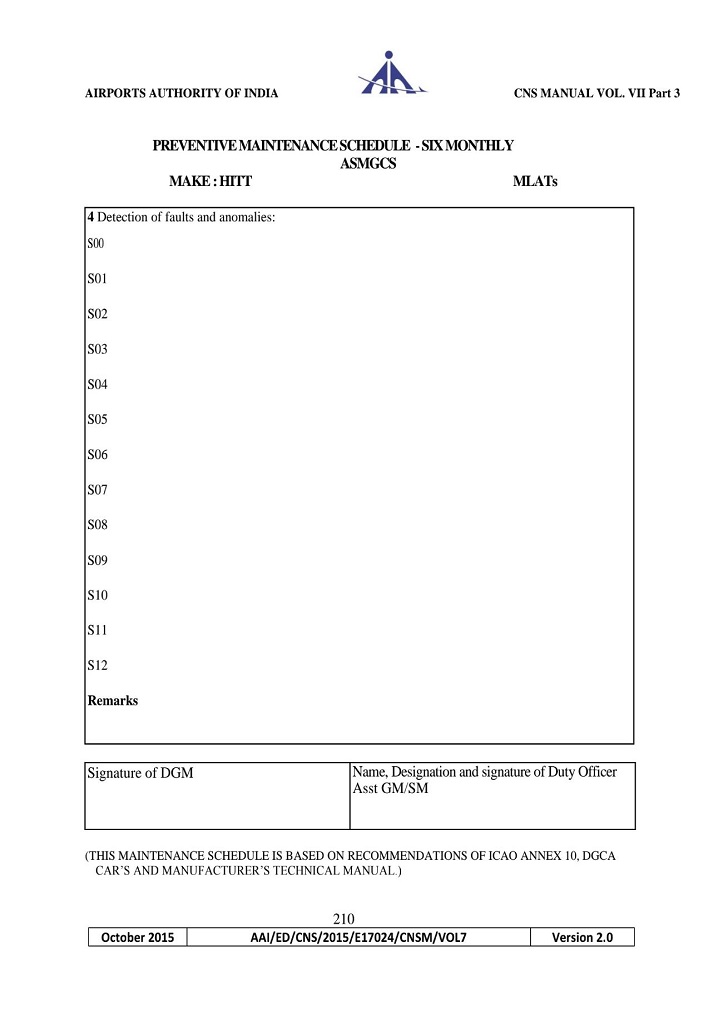 AIRPORTS AUTHORITY OF INDIA CNS MANUAL VOL. VII Part 3
PREVENTIVE MAINTENANCE SCHEDULE - SIX MONTHLY
ASMGCS
MAKE : HITT MLATs
4 Detection of faults and anomalies:
S00
S01
S02
S03
S04
S05
S06
S07
S08
S09
S10
S11
S12
Remarks
Signature of DGM
Name, Designation and signature of Duty Officer
Asst GM/SM
(THIS MAINTENANCE SCHEDULE IS BASED ON RECOMMENDATIONS OF ICAO ANNEX 10, DGCA
CAR'S AND MANUFACTURER'S TECHNICAL MANUAL.)
210
October 2015 AAI/ED/CNS/2015/E17024/CNSM/VOL7 Version 2.0